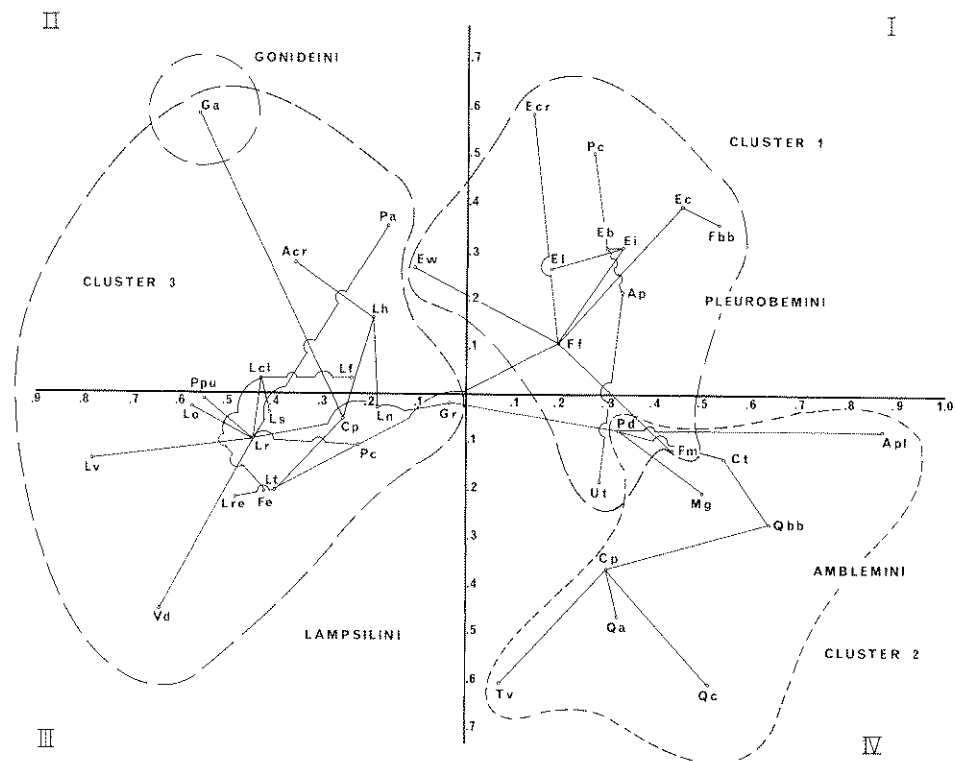 II
I
GONIDEINI
.7
Ga
.6
Ecr
CLUSTER 1
.5
Pc
.4
Ec
Pa
Fbb
Acr
.3
Eb Ei
Ew
El
CLUSTER 3
Ap
PLEUROBEMINI
.2
Lh
.1
Ff
Lcl
Lf
Ppu
.9 .8 .7 .6 .5 .4 .3 .2 .1 0 .1 .2 .3 .4 .5 .6 .7 .8 .9 1.0
Lo
Ls
Cp
Ln
Gr
Pd
Apl
.1
Lr
Pc
Fm
Ct
Lv
Lt
.2
Lre
Fe
Ut
Mg
Qbb
.3
Cp
AMBLEMINI
.4
Vd
LAMPSILINI
Qa
.5
CLUSTER 2
.6
Tv
Qc
.7
III
IV